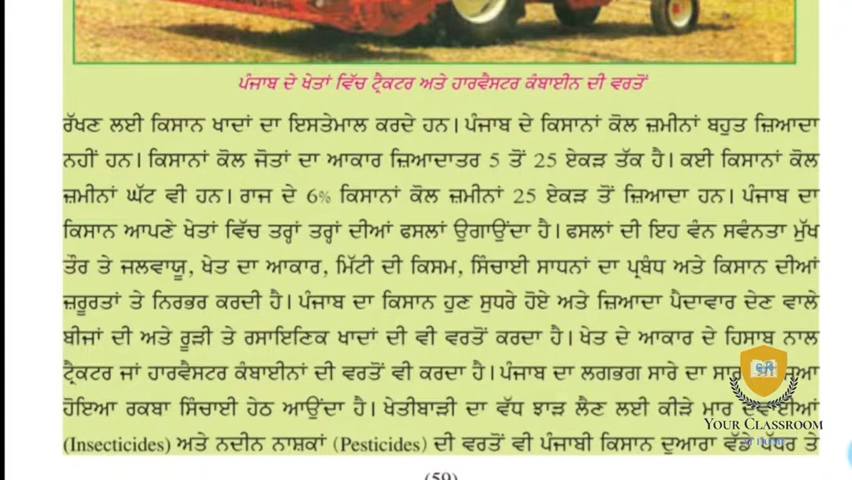 ਪੰਜਾਬ ਦੇ ਖੇਤਾਂ ਵਿੱਚ ਟ੍ਰੈਕਟਰ ਅਤੇ ਹਾਰਵੈਸਟਰ ਕੰਬਾਈਨ ਦੀ ਵਰਤੋਂ
ਰੱਖਣ ਲਈ ਕਿਸਾਨ ਖਾਦਾਂ ਦਾ ਇਸਤੇਮਾਲ ਕਰਦੇ ਹਨ। ਪੰਜਾਬ ਦੇ ਕਿਸਾਨਾਂ ਕੋਲ ਜ਼ਮੀਨਾਂ ਬਹੁਤ ਜ਼ਿਆਦਾ
ਨਹੀਂ ਹਨ। ਕਿਸਾਨਾਂ ਕੋਲ ਜੋਤਾਂ ਦਾ ਆਕਾਰ ਜ਼ਿਆਦਾਤਰ 5 ਤੋਂ 25 ਏਕੜ ਤੱਕ ਹੈ। ਕਈ ਕਿਸਾਨਾਂ ਕੋਲ
ਜ਼ਮੀਨਾਂ ਘੱਟ ਵੀ ਹਨ। ਰਾਜ ਦੇ 6% ਕਿਸਾਨਾਂ ਕੋਲ ਜ਼ਮੀਨਾਂ 25 ਏਕੜ ਤੋਂ ਜ਼ਿਆਦਾ ਹਨ। ਪੰਜਾਬ ਦਾ
ਕਿਸਾਨ ਆਪਣੇ ਖੇਤਾਂ ਵਿੱਚ ਤਰ੍ਹਾਂ ਤਰ੍ਹਾਂ ਦੀਆਂ ਫਸਲਾਂ ਉਗਾਉਂਦਾ ਹੈ। ਫਸਲਾਂ ਦੀ ਇਹ ਵੰਨ ਸਵੰਨਤਾ ਮੁੱਖ
ਤੌਰ ਤੇ ਜਲਵਾਯੂ, ਖੇਤ ਦਾ ਆਕਾਰ, ਮਿੱਟੀ ਦੀ ਕਿਸਮ, ਸਿੰਚਾਈ ਸਾਧਨਾਂ ਦਾ ਪ੍ਰਬੰਧ ਅਤੇ ਕਿਸਾਨ ਦੀਆਂ
ਜ਼ਰੂਰਤਾਂ ਤੇ ਨਿਰਭਰ ਕਰਦੀ ਹੈ। ਪੰਜਾਬ ਦਾ ਕਿਸਾਨ ਹੁਣ ਸੁਧਰੇ ਹੋਏ ਅਤੇ ਜ਼ਿਆਦਾ ਪੈਦਾਵਾਰ ਦੇਣ ਵਾਲੇ
ਬੀਜਾਂ ਦੀ ਅਤੇ ਰੂੜੀ ਤੇ ਰਸਾਇਣਿਕ ਖਾਦਾਂ ਦੀ ਵੀ ਵਰਤੋਂ ਕਰਦਾ ਹੈ। ਖੇਤ ਦੇ ਆਕਾਰ ਦੇ ਹਿਸਾਬ ਨਾਲ
ਟ੍ਰੈਕਟਰ ਜਾਂ ਹਾਰਵੈਸਟਰ ਕੰਬਾਈਨਾਂ ਦੀ ਵਰਤੋਂ ਵੀ ਕਰਦਾ ਹੈ। ਪੰਜਾਬ ਦਾ ਲਗਭਗ ਸਾਰੇ ਦਾ
ਹੋਇਆ ਰਕਬਾ ਸਿੰਚਾਈ ਹੇਠ ਆਉਂਦਾ ਹੈ। ਖੇਤੀਬਾੜੀ ਦਾ ਵੱਧ ਝਾੜ ਲੈਣ ਲਈ ਕੀੜੇ ਮਾਰ ਦਵਾਈਆਂ
YOUR CLASSROOM
(Insecticides) ਅਤੇ ਨਦੀਨ ਨਾਸ਼ਕਾਂ (Pesticides) ਦੀ ਵਰਤੋਂ ਵੀ ਪੰਜਾਬੀ ਕਿਸਾਨ ਦੁਆਰਾ ਵੱਡੇ ਪੱਧਰ ਤੇ
(59)